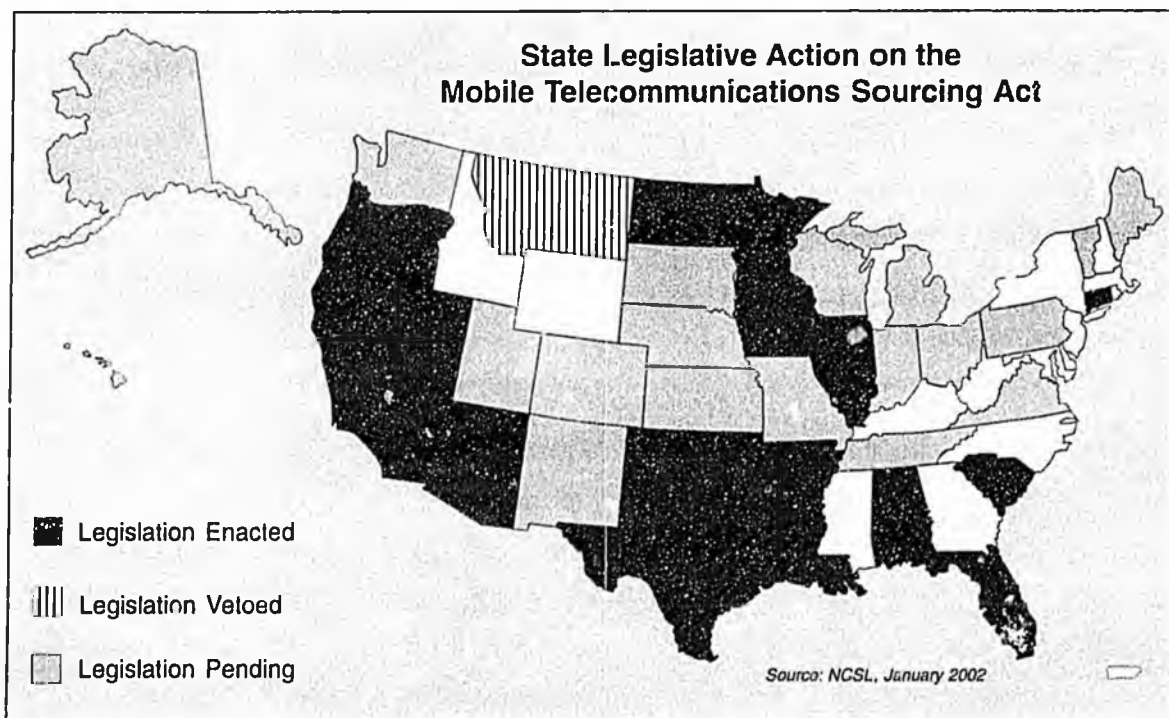 State Legislative Action on the
Mobile Telecommunications Sourcing Act
Legislation Enacted
Legislation Vetoed
Legislation Pending
Source: NCSL, January 2002